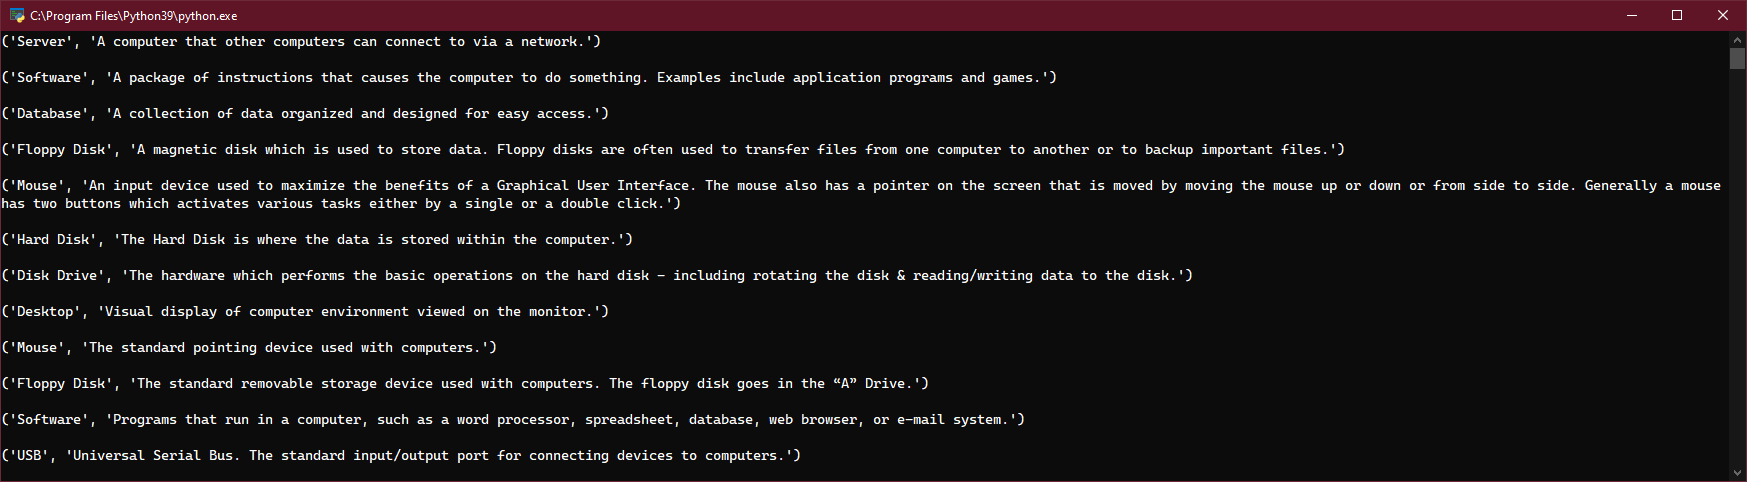 C:\Program Files\Python39\python.exe
('Server', 'A computer that other computers can connect to via a network.')
('Software', 'A package of instructions that causes the computer to do something. Examples include application programs and games.')
('Database', 'A collection of data organized and designed for easy access.')
('Floppy Disk', 'A magnetic disk which is used to store data. Floppy disks are often used to transfer files from one computer to another or to backup important files.')
('Mouse', 'An input device used to maximize the benefits of a Graphical User Interface. The mouse also has a pointer on the screen that is moved by moving the mouse up or down or from side to side. Generally a mouse
has two buttons which activates various tasks either by a single or a double click.')
('Hard Disk', 'The Hard Disk is where the data is stored within the computer.')
('Disk Drive', 'The hardware which performs the basic operations on the hard disk – including rotating the disk & reading/writing data to the disk.')
('Desktop', 'Visual display of computer environment viewed on the monitor.')
('Mouse', 'The standard pointing device used with computers.')
('Floppy Disk', 'The standard removable storage device used with computers. The floppy disk goes in the “A” Drive.')
('Software', 'Programs that run in a computer, such as a word processor, spreadsheet, database, web browser, or e-mail system.')
('USB', 'Universal Serial Bus. The standard input/output port for connecting devices to computers.')